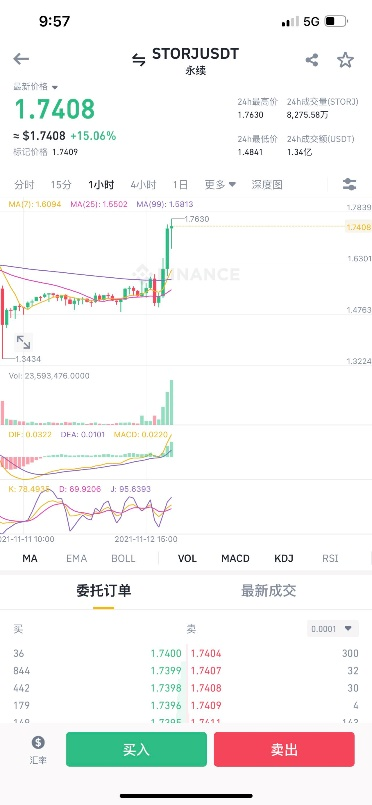 9:57
5G
STORJUSDT
永续
最新价格
1.7408
≈ $1.7408 +15.06%
标记价格 1.7409
24h最高价 24h成交量(STORJ)
1.7630 8,275.58万
24h最低价 24h成交额(USDT)
1.4841 1.34亿
分时 15分 1小时 4小时 1日 更多 深度图
MA(7): 1.6094 MA(25): 1.5502 MA(99): 1.5813
1.7839
1.7630
1.7408
1.6301
BINANCE
1.4763
1.3434
1.3224
Vol: 23,593,476.0000
DIF: 0.0322 DEA: 0.0101 MACD: 0.0220
K: 78.4935 D: 69.9206 J: 95.6393
2021-11-11 10:00 2021-11-12 15:00
MA EMA BOLL VOL MACD KDJ RSI
委托订单 最新成交
买 卖 0.0001
36 1.7400 1.7404 300
844 1.7399 1.7407 32
442 1.7398 1.7408 30
179 1.7396 1.7409 4
149 1.7395 1.7411 143
汇率 买入 卖出